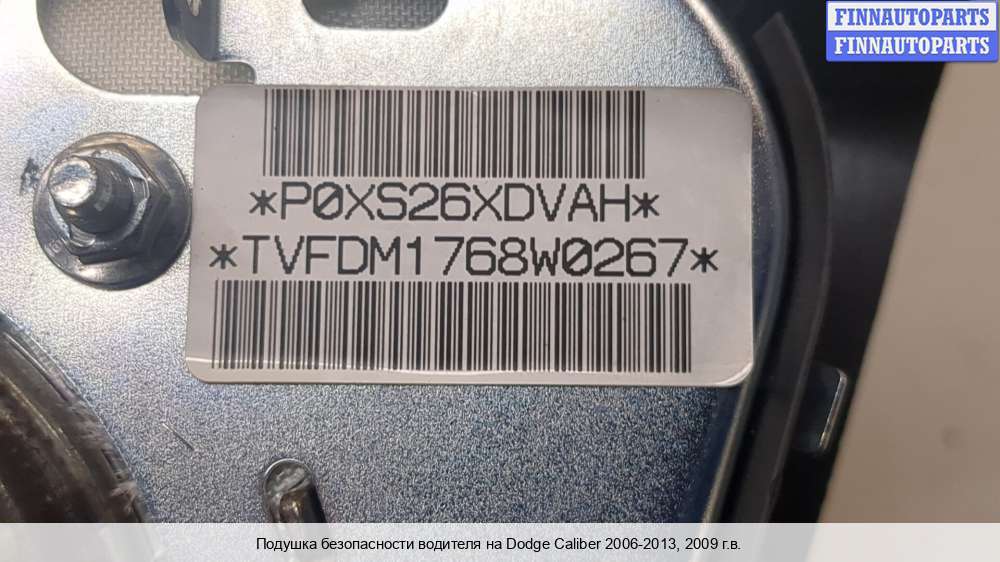 FINNAUTOPARTS
FINNAUTOPARTS
*P0XS26XDVAH*
*TVFDM1768W0267*
Подушка безопасности водителя на Dodge Caliber 2006-2013, 2009 г.в.